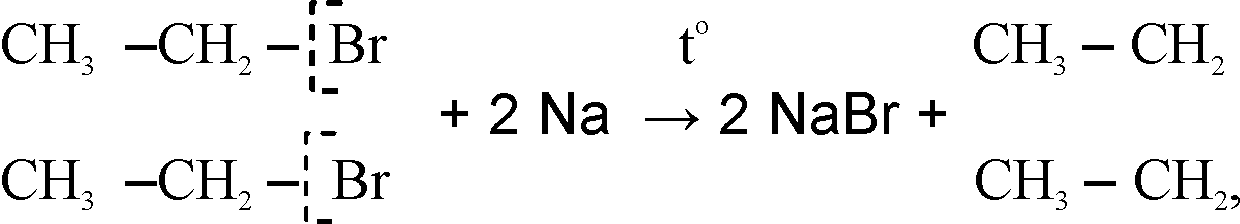 CH₃ –CH₂ – Br t° CH₃ – CH₂
+ 2 Na → 2 NaBr +
CH₃ –CH₂ – Br CH₃ – CH₂,